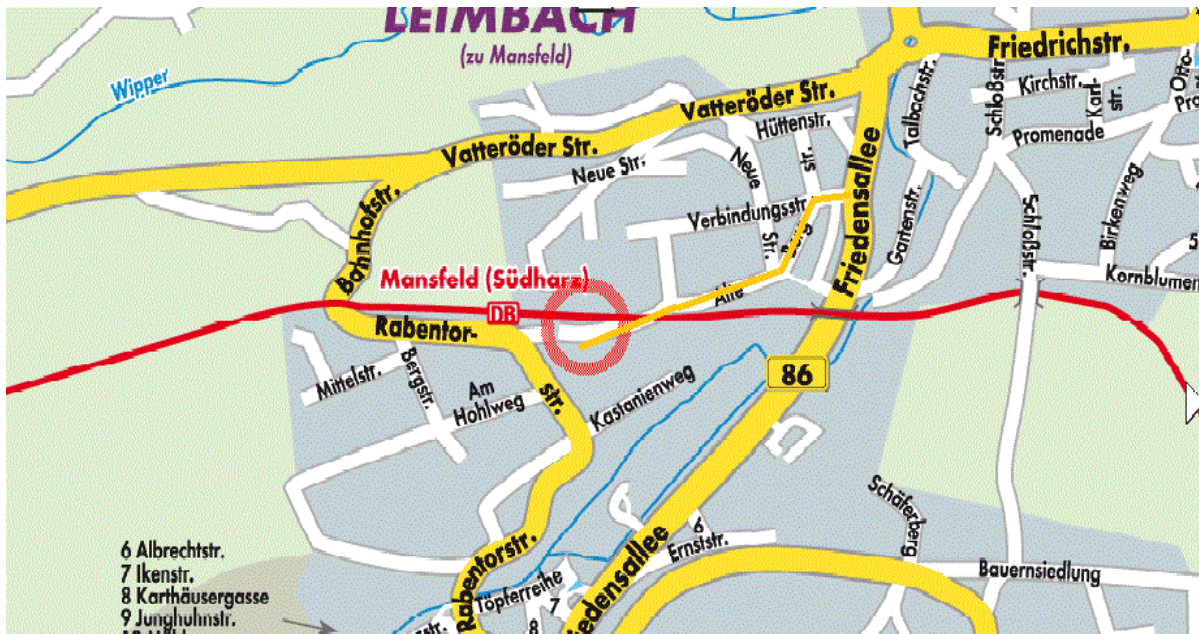 LEIMBACH
(zu Mansfeld)
Friedrichstr.
Wipper
Kirchstr.
Otto-
Karl-
str.
Talbachstr.
Schloßstr.
Vatteröder Str.
Hüttenstr.
Promenade
Vatteröder Str.
Neue Str.
Neue
Str.
str.
Friedensallee
Bahnhofstr.
Verbindungsstr.
Gartenstr.
Schloßstr.
Birkenweg
5
Mansfeld (Südharz)
Kornblumen
Alte
DB
Rabentor-
str.
86
Mittelstr.
Bergstr.
Am
Hohlweg
Kastanienweg
Schäferberg
6
Ernststr.
Friedensallee
Rabentorstr.
Bauernsiedlung
Töpferreihe
7
8
6 Albrechtstr.
7 Ikenstr.
8 Karthäusergasse
9 Junghuhnstr.